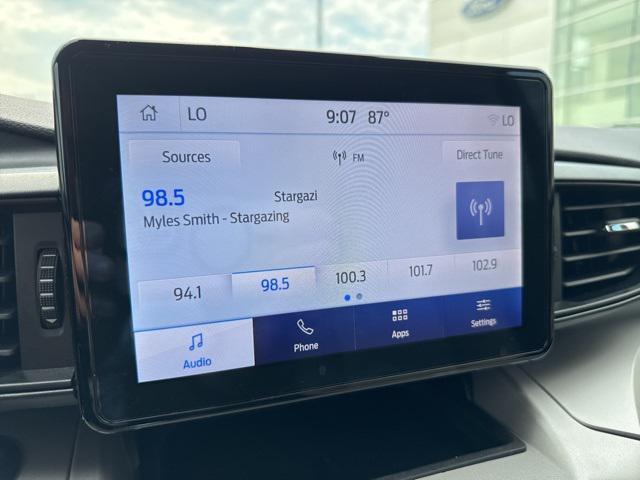 Ford
LO 9:07 87° LO
Sources FM Direct Tune
98.5 Stargazi
Myles Smith - Stargazing
94.1 98.5 100.3 101.7 102.9
Audio Phone Apps Settings